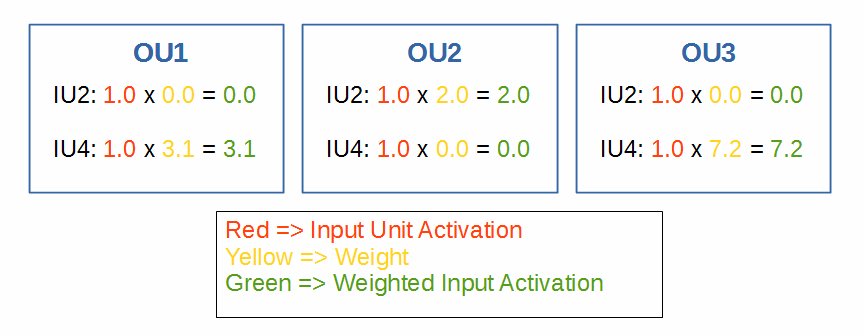 OU1
IU2: 1.0 x 0.0 = 0.0
IU4: 1.0 x 3.1 = 3.1
OU2
IU2: 1.0 x 2.0 = 2.0
IU4: 1.0 x 0.0 = 0.0
OU3
IU2: 1.0 x 0.0 = 0.0
IU4: 1.0 x 7.2 = 7.2
Red => Input Unit Activation
Yellow => Weight
Green => Weighted Input Activation